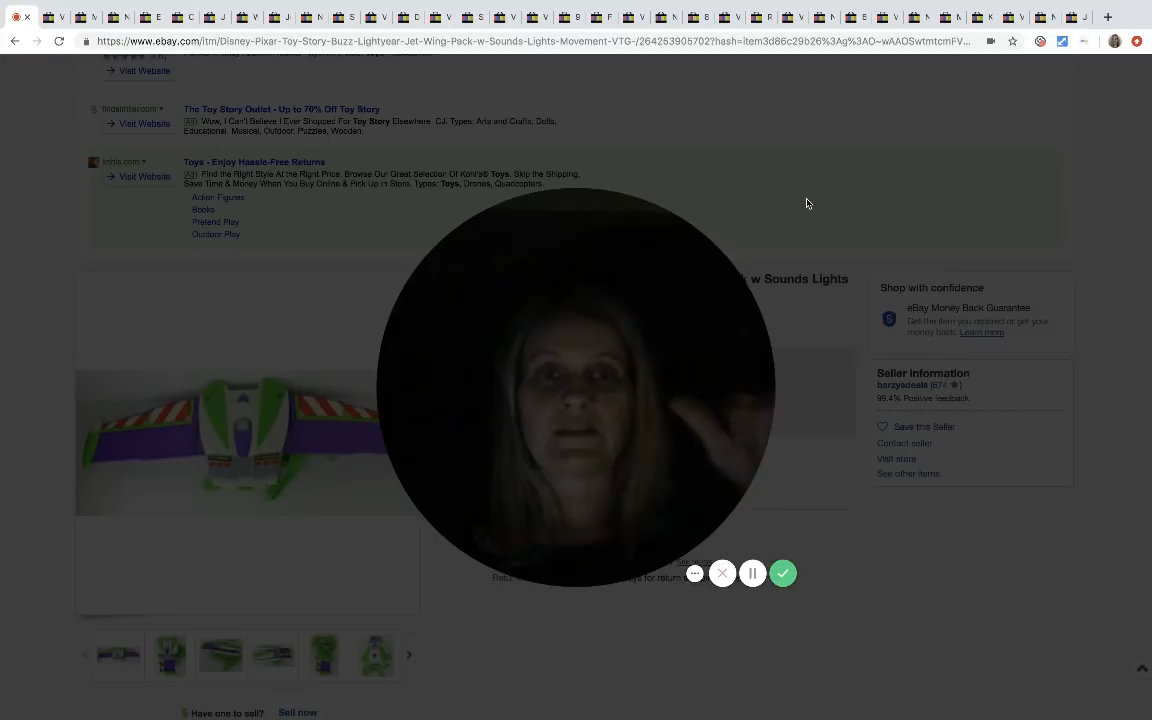 V
M
N
E
C
J
V
J
N
S
V
D
V
S
V
V
9
F
V
N
B
V
R
V
N
B
V
N
M
K
V
N
J
https://www.ebay.com/itm/Disney-Pixar-Toy-Story-Buzz-Lightyear-Jet-Wing-Pack-w-Sounds-Lights-Movement-VTG-/264253905702?hash=item3d86c29b26%3Ag%3AO~wAAOSwtmtcmFV...
Visit Website
findsimilar.com
The Toy Story Outlet - Up to 70% Off Toy Story
Visit Website
Ad Wow, I Can't Believe I Ever Shopped For Toy Story Elsewhere. CJ. Types: Arts and Crafts, Dolls,
Educational, Musical, Outdoor, Puzzles, Wooden.
kohls.com
Toys - Enjoy Hassle-Free Returns
Visit Website
Ad Find the Right Style At the Right Price. Browse Our Great Selection Of Kohl's® Toys. Skip the Shipping,
Save Time & Money When You Buy Online & Pick Up In Store. Types: Toys, Drones, Quadcopters.
Action Figures
Books
Pretend Play
Outdoor Play
w Sounds Lights
Shop with confidence
eBay Money Back Guarantee
Get the item you ordered or get your
money back. Learn more
Seller information
barzysdeals (674)
99.4% Positive feedback
Save this Seller
Contact seller
Visit store
See other items
ys for return
Have one to sell? Sell now